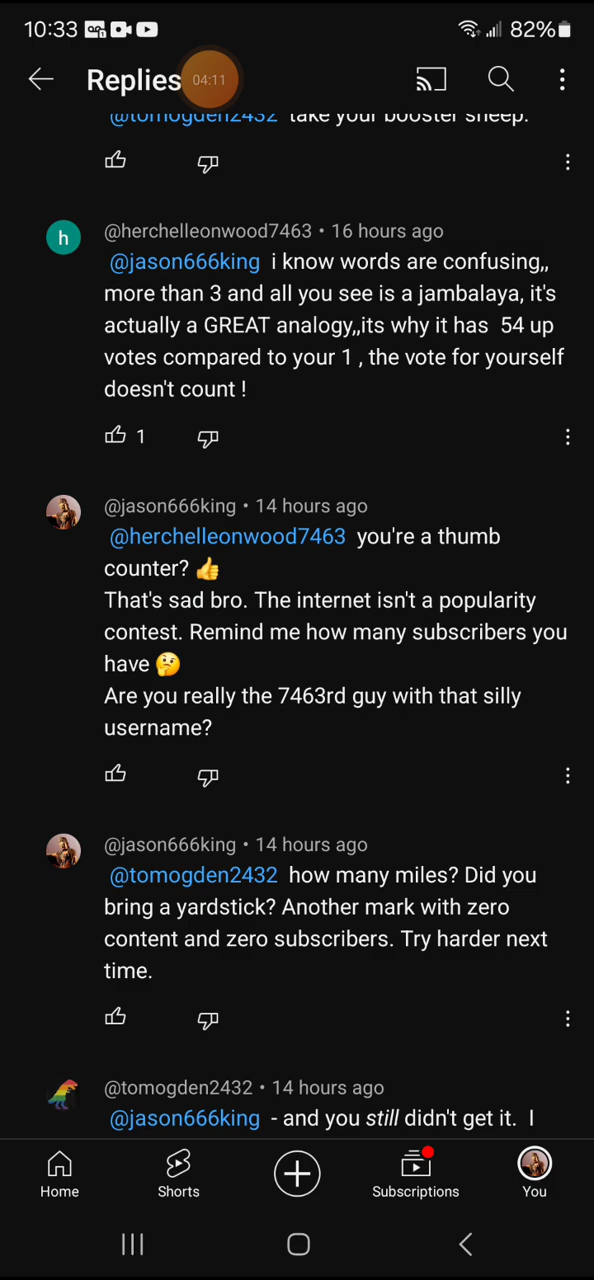 10:33 82%
Replies 04:11
@tomogden2432 take your booster sheep.
h
@herchelleonwood7463 • 16 hours ago
@jason666king i know words are confusing,,
more than 3 and all you see is a jambalaya, it's
actually a GREAT analogy,,its why it has 54 up
votes compared to your 1 , the vote for yourself
doesn't count !
1
@jason666king • 14 hours ago
@herchelleonwood7463 you're a thumb
counter? 👍
That's sad bro. The internet isn't a popularity
contest. Remind me how many subscribers you
have 🤔
Are you really the 7463rd guy with that silly
username?
@jason666king • 14 hours ago
@tomogden2432 how many miles? Did you
bring a yardstick? Another mark with zero
content and zero subscribers. Try harder next
time.
@tomogden2432 • 14 hours ago
@jason666king - and you still didn't get it. I
Home
Shorts
Subscriptions
You